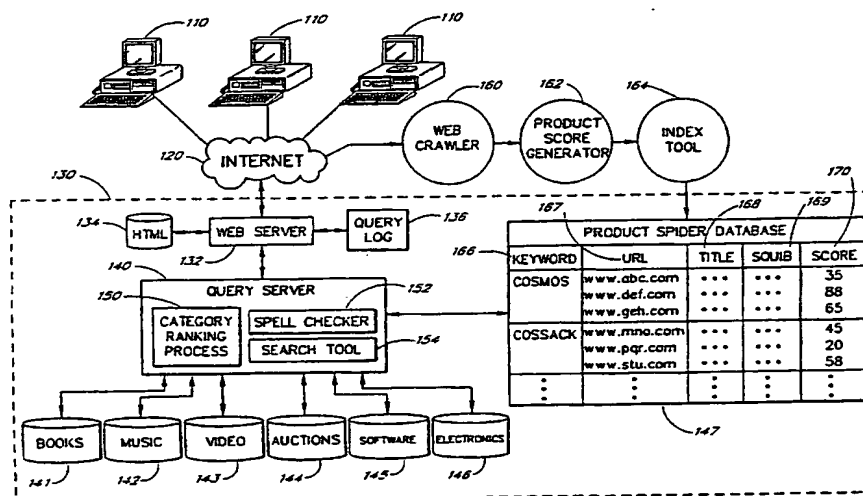 110
110
110
160
162
164
WEB
CRAWLER
PRODUCT
SCORE
GENERATOR
INDEX
TOOL
120
INTERNET
130
134
HTML
WEB SERVER
132
QUERY
LOG
136
140
QUERY SERVER
150
CATEGORY
RANKING
PROCESS
SPELL CHECKER
152
SEARCH TOOL
154
166
167
168
169
170
PRODUCT SPIDER DATABASE
KEYWORD URL TITLE SQUIB SCORE
COSMOS www.abc.com ••• ••• 35
www.def.com ••• ••• 88
www.geh.com ••• ••• 65
COSSACK www.mno.com ••• ••• 45
www.pqr.com ••• ••• 20
www.stu.com ••• ••• 58
147
BOOKS
MUSIC
VIDEO
AUCTIONS
SOFTWARE
ELECTRONICS
141
142
143
144
145
146